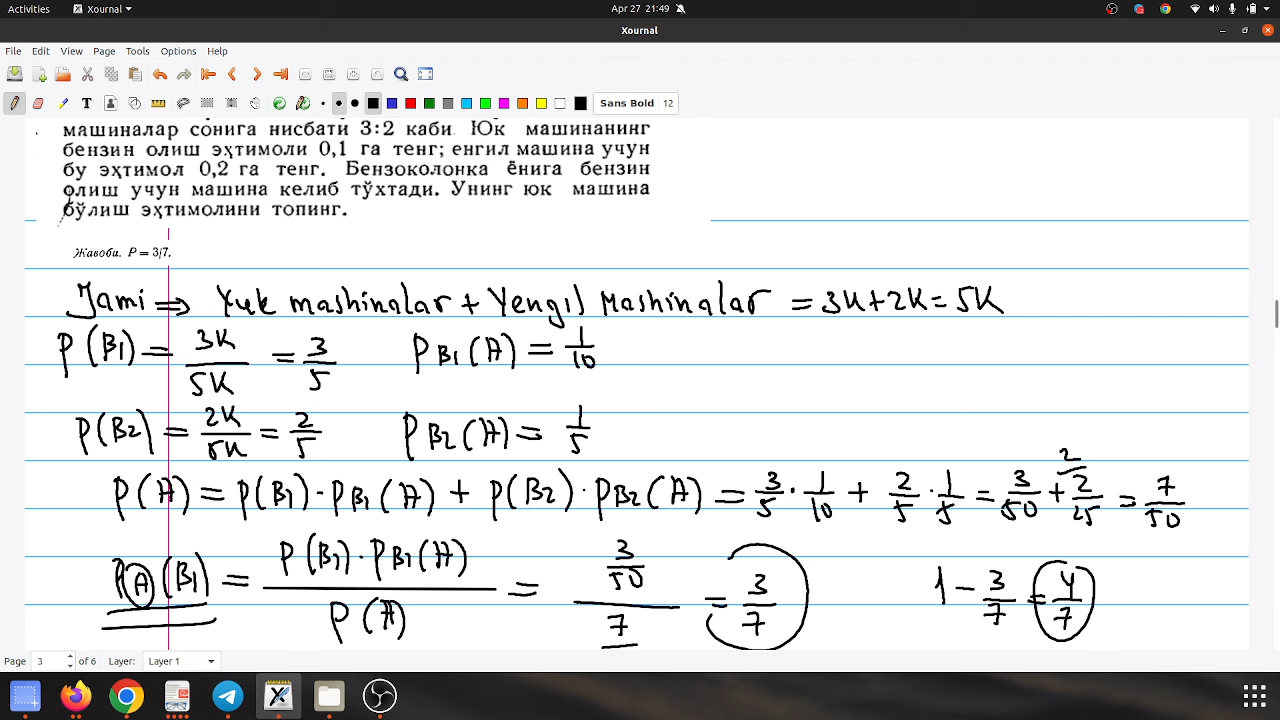 Activities Xournal Apr 27 21:49
Xournal
File Edit View Page Tools Options Help
Sans Bold 12
машиналар сонига нисбати 3:2 каби. Юк машинанинг
бензин олиш эҳтимоли 0,1 га тенг; енгил машина учун
бу эҳтимол 0,2 га тенг. Бензоколонка ёнига бензин
олиш учун машина келиб тўхтади. Унинг юк машина
бўлиш эҳтимолини топинг.
Жавоби. P = 3/7.
Jami ⇒ Yuk mashinalar + Yengil Mashinalar = 3K+2K = 5K
P(B1) = 3K/5K = 3/5 PB1(A) = 1/10
P(B2) = 2K/5K = 2/5 PB2(A) = 1/5
P(A) = P(B1)·PB1(A) + P(B2)·PB2(A) = 3/5 · 1/10 + 2/5 · 1/5 = 3/50 + 2/25 2 = 7/50
PA(B1) = P(B1)·PB1(A) / P(A) = 3/50 / 7 = 3/7 1 - 3/7 = 4/7
Page 3 of 6 Layer: Layer 1